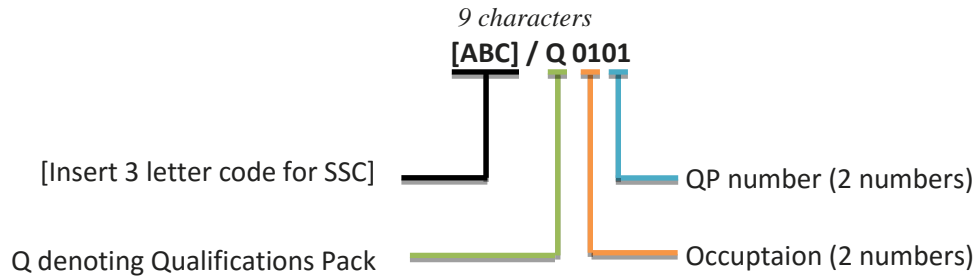 9 characters
[ABC] / Q 0101
[Insert 3 letter code for SSC]
QP number (2 numbers)
Q denoting Qualifications Pack
Occuptaion (2 numbers)